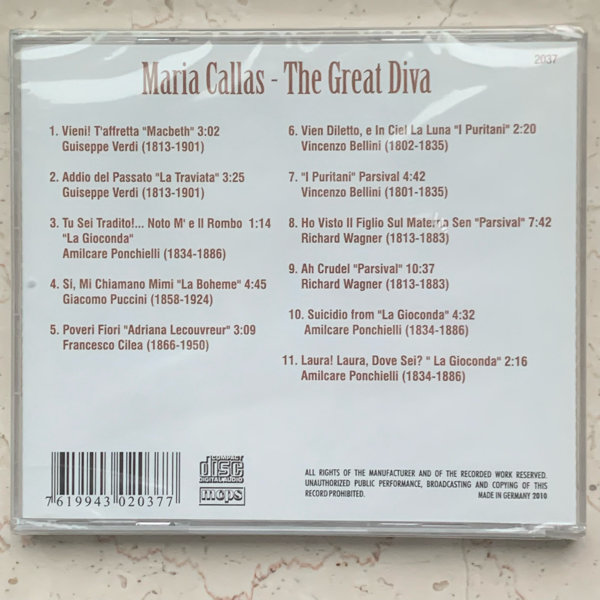 2037
Maria Callas - The Great Diva
1. Vieni! T'affretta "Macbeth" 3:02
Guiseppe Verdi (1813-1901)
2. Addio del Passato "La Traviata" 3:25
Guiseppe Verdi (1813-1901)
3. Tu Sei Tradito!... Noto M' e Il Rombo 1:14
"La Gioconda"
Amilcare Ponchielli (1834-1886)
4. Sí, Mi Chiamano Mimi "La Boheme" 4:45
Giacomo Puccini (1858-1924)
5. Poveri Fiori "Adriana Lecouvreur" 3:09
Francesco Cilea (1866-1950)
6. Vien Diletto, e In Ciel La Luna "I Puritani" 2:20
Vincenzo Bellini (1802-1835)
7. "I Puritani" Parsival 4:42
Vincenzo Bellini (1801-1835)
8. Ho Visto Il Figlio Sul Materno Sen "Parsival" 7:42
Richard Wagner (1813-1883)
9. Ah Crudel "Parsival" 10:37
Richard Wagner (1813-1883)
10. Suicidio from "La Gioconda" 4:32
Amilcare Ponchielli (1834-1886)
11. Laura! Laura, Dove Sei? " La Gioconda" 2:16
Amilcare Ponchielli (1834-1886)
7 619943 020377
COMPACT
disc
DIGITAL AUDIO
mcps
ALL RIGHTS OF THE MANUFACTURER AND OF THE RECORDED WORK RESERVED.
UNAUTHORIZED PUBLIC PERFORMANCE, BROADCASTING AND COPYING OF THIS
RECORD PROHIBITED.
MADE IN GERMANY 2010